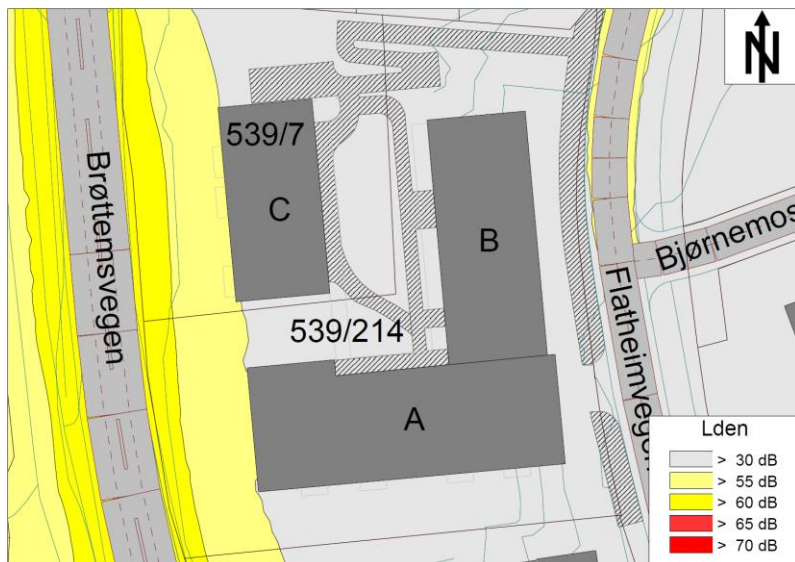 N
539/7
C
B
A
539/214
Brøttemsvegen
Flatheimvegen
Bjørnemos
Lden
> 30 dB
> 55 dB
> 60 dB
> 65 dB
> 70 dB